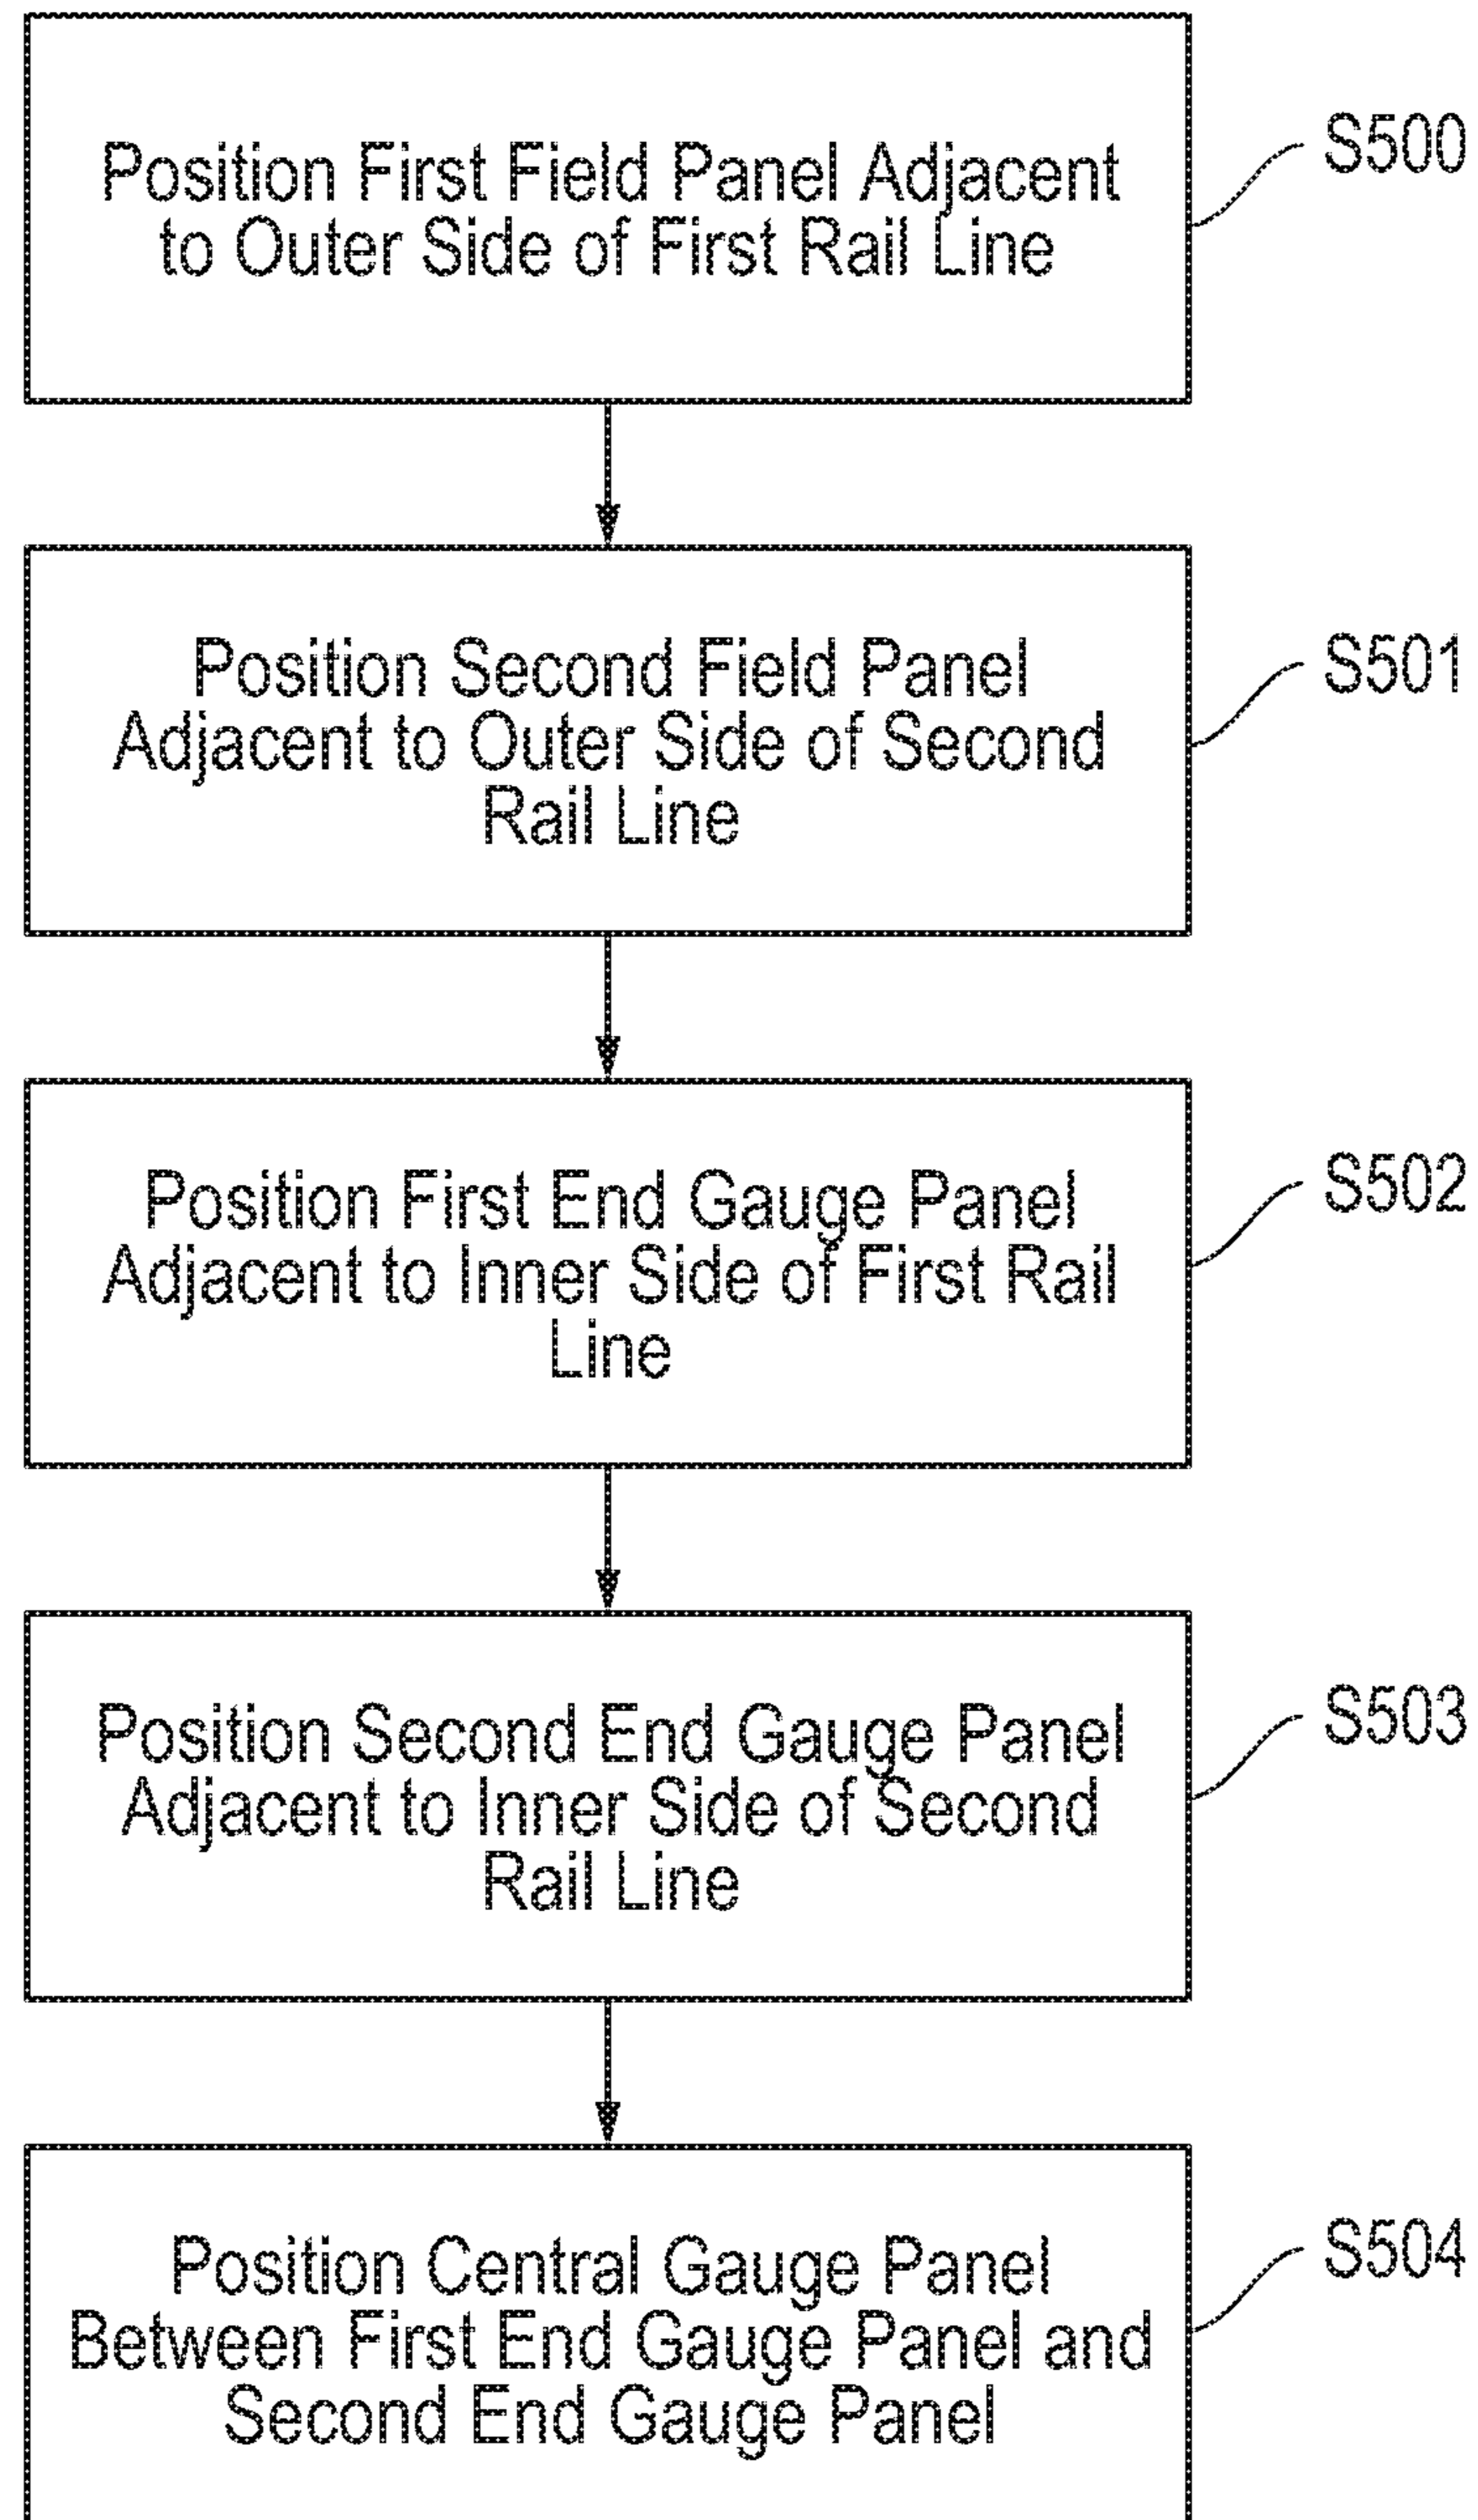 Position First Field Panel Adjacent
to Outer Side of First Rail Line
S500
Position Second Field Panel
Adjacent to Outer Side of Second
Rail Line
S501
Position First End Gauge Panel
Adjacent to Inner Side of First Rail
Line
S502
Position Second End Gauge Panel
Adjacent to Inner Side of Second
Rail Line
S503
Position Central Gauge Panel
Between First End Gauge Panel and
Second End Gauge Panel
S504